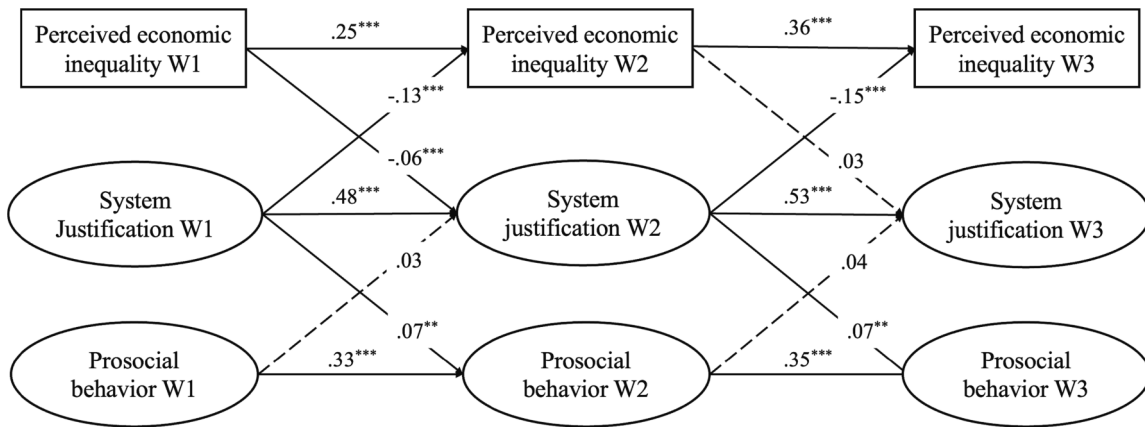 Perceived economic
inequality W1
.25***
Perceived economic
inequality W2
.36***
Perceived economic
inequality W3
-.13***
-.15***
-.06***
.03
System
Justification W1
.48***
System
justification W2
.53***
System
justification W3
.03
.04
.07**
.07**
Prosocial
behavior W1
.33***
Prosocial
behavior W2
.35***
Prosocial
behavior W3